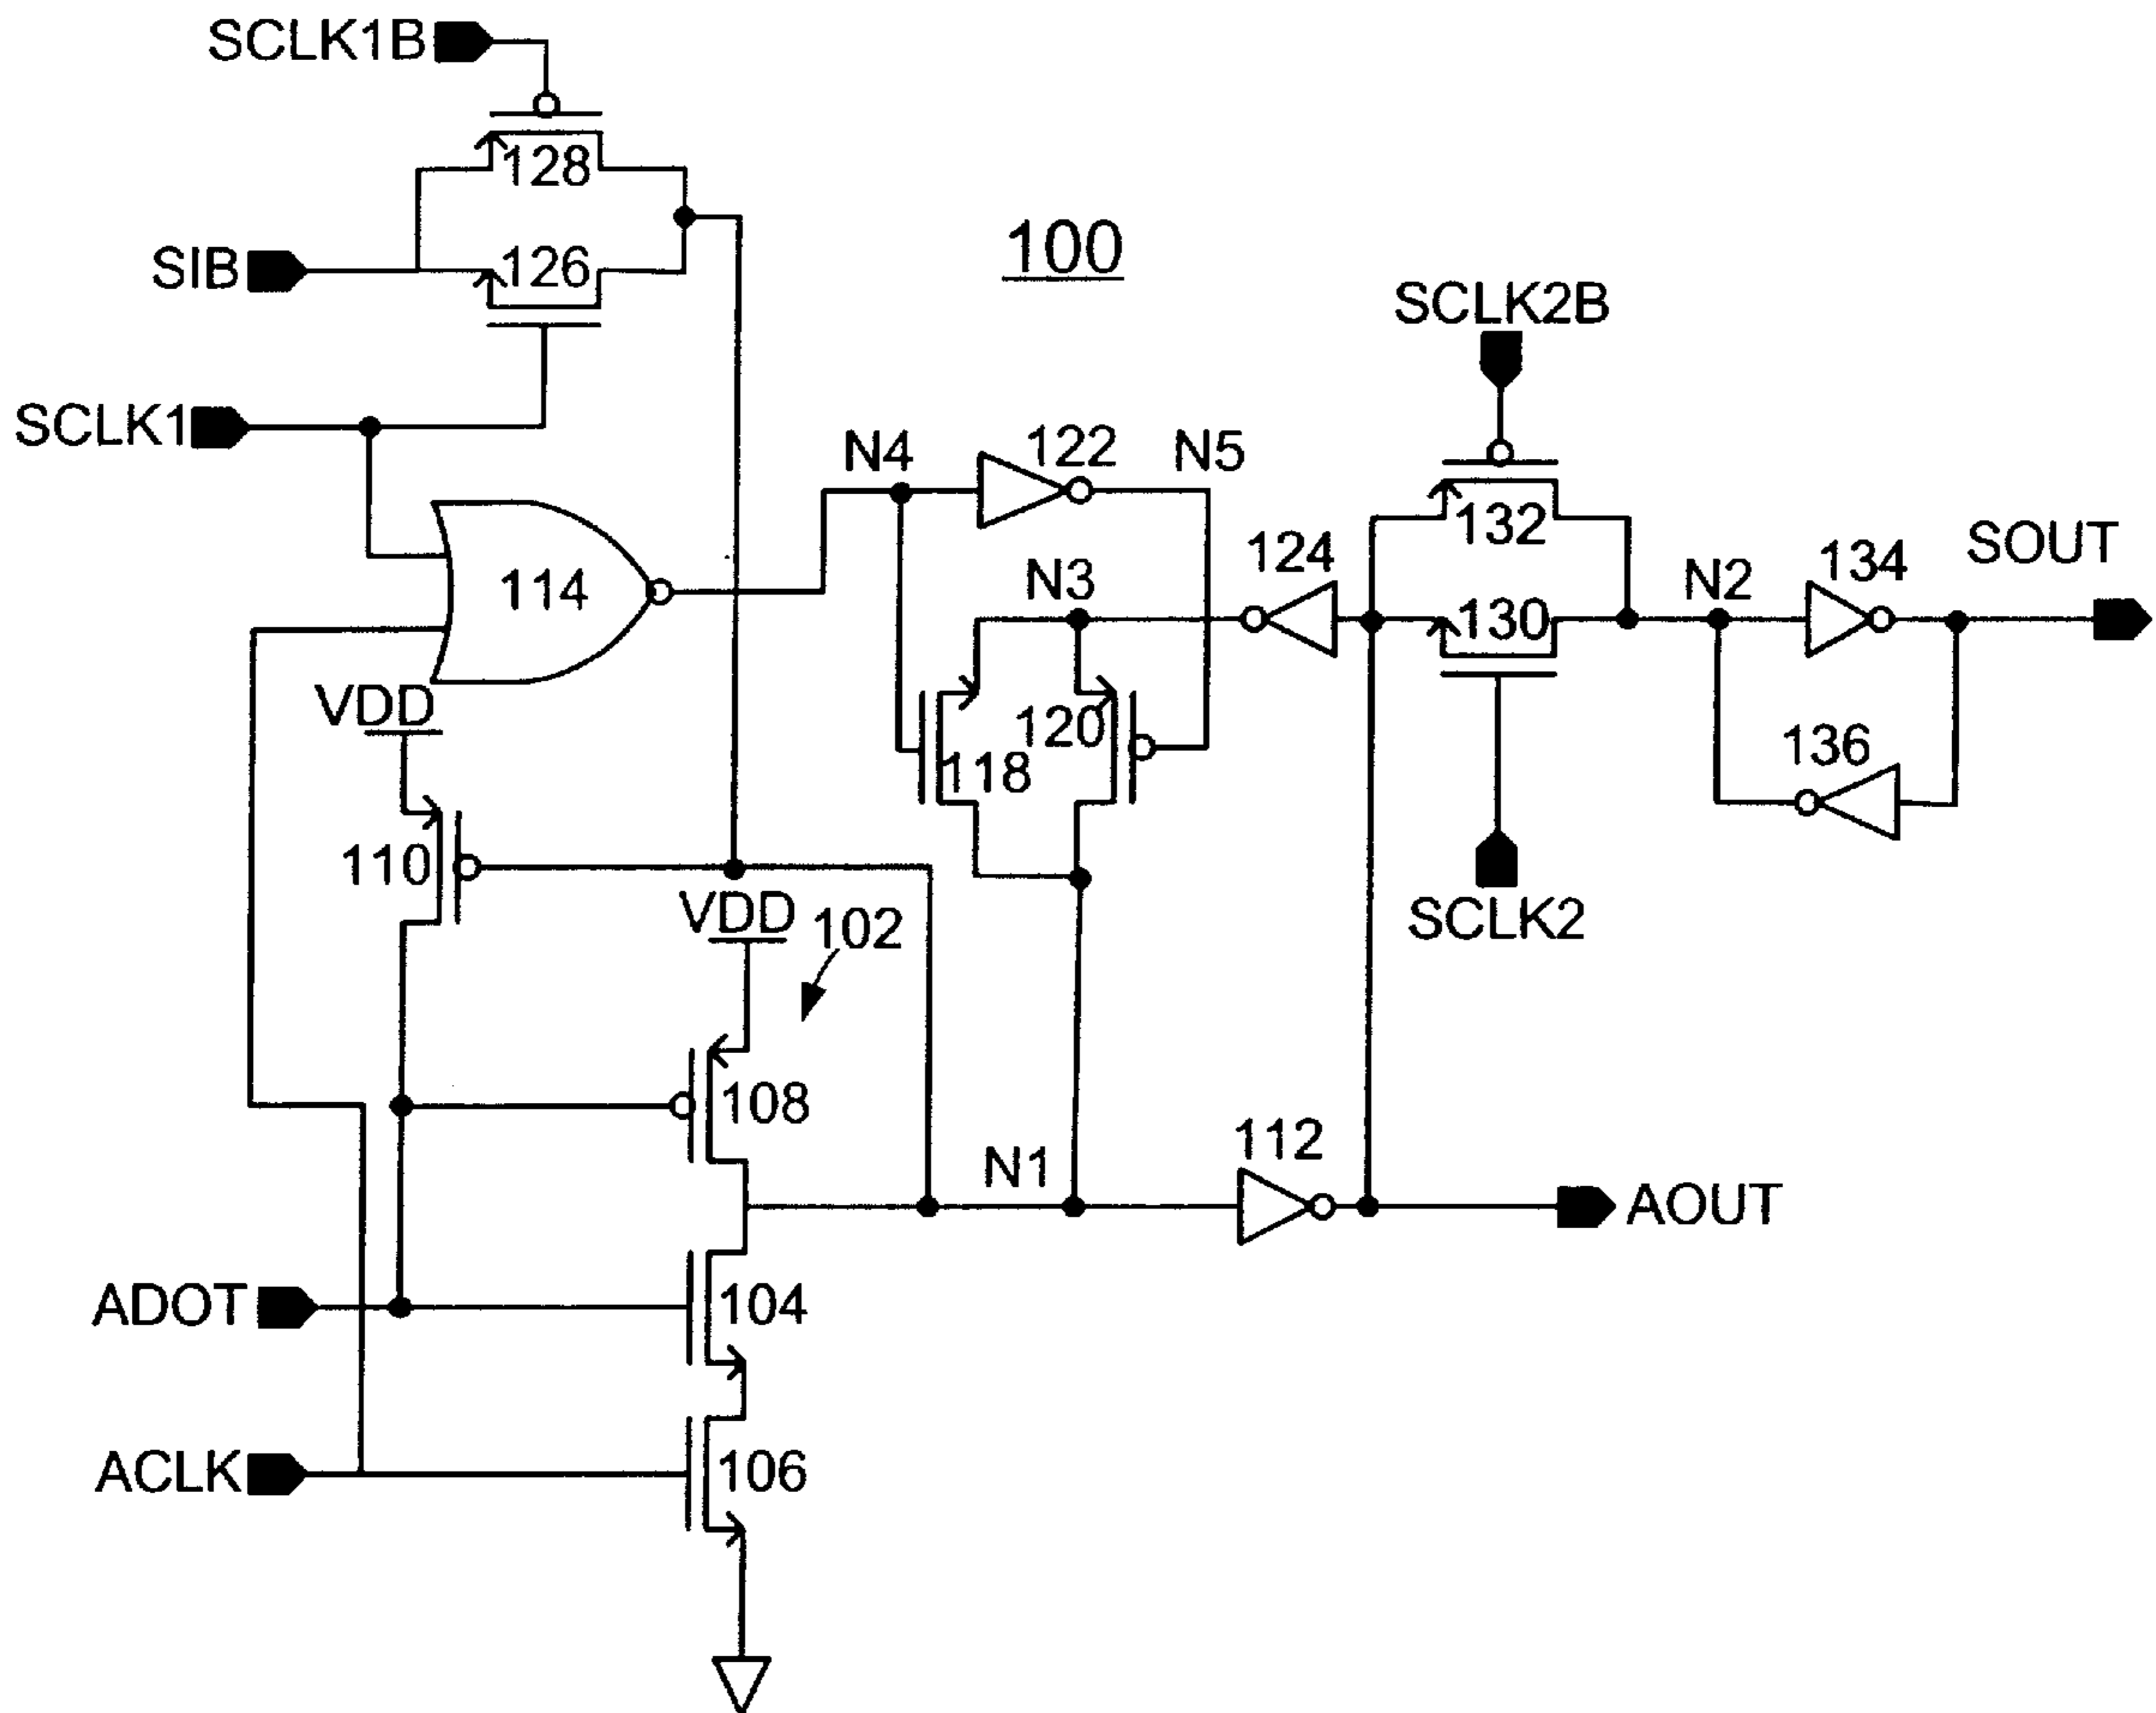 SCLK1B
128
100
SIB
126
SCLK2B
SCLK1
N4
122
N5
132
124
SOUT
114
N3
N2
134
130
VDD
120
118
136
110
VDD
102
SCLK2
108
N1
112
AOUT
ADOT
104
ACLK
106